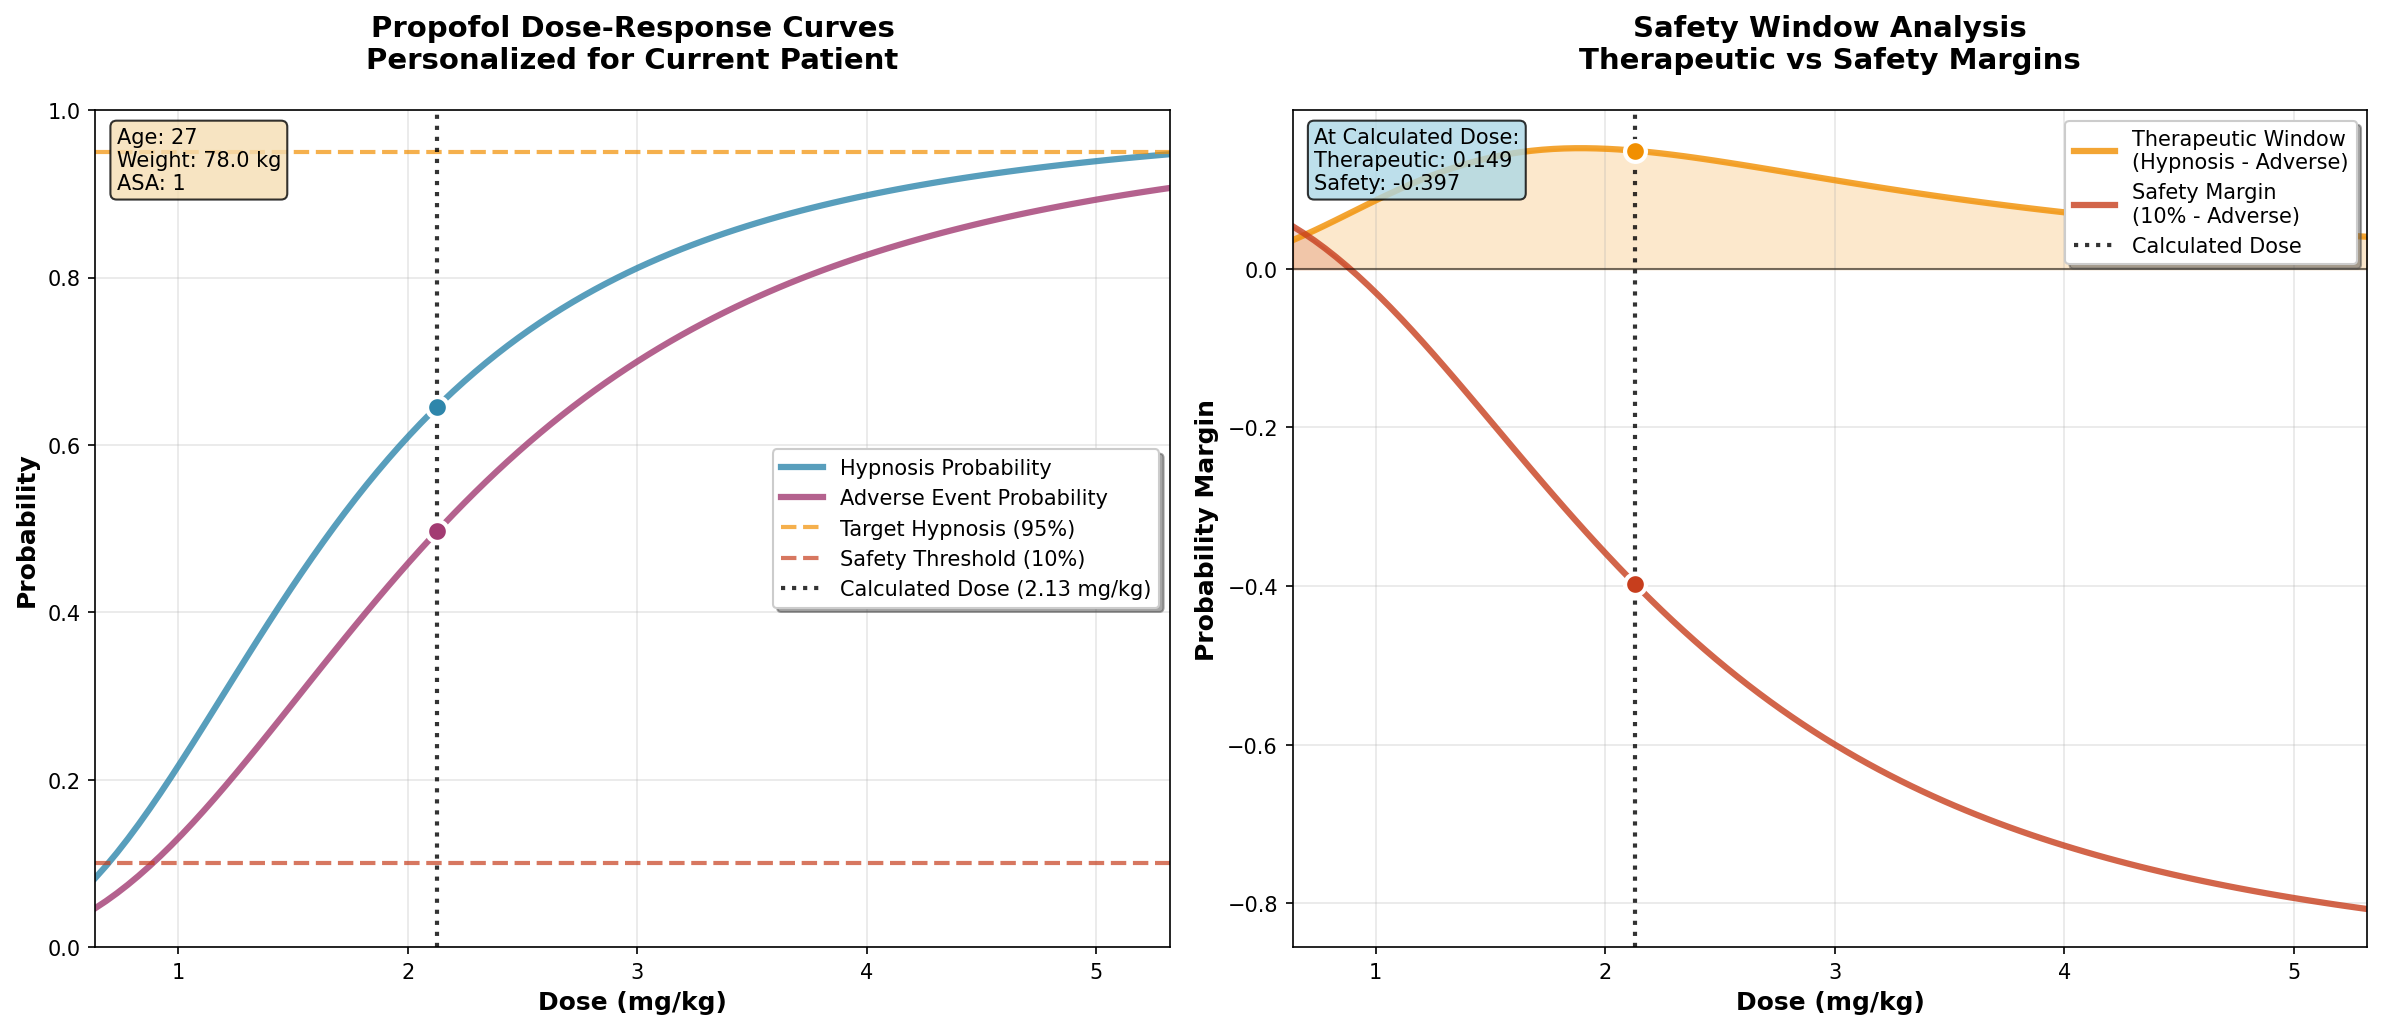 Propofol Dose-Response Curves
Personalized for Current Patient
1.0
0.8
0.6
0.4
0.2
0.0
Probability
Age: 27
Weight: 78.0 kg
ASA: 1
Hypnosis Probability
Adverse Event Probability
Target Hypnosis (95%)
Safety Threshold (10%)
Calculated Dose (2.13 mg/kg)
1 2 3 4 5
Dose (mg/kg)
Safety Window Analysis
Therapeutic vs Safety Margins
0.0
−0.2
−0.4
−0.6
−0.8
Probability Margin
At Calculated Dose:
Therapeutic: 0.149
Safety: -0.397
Therapeutic Window
(Hypnosis - Adverse)
Safety Margin
(10% - Adverse)
Calculated Dose
1 2 3 4 5
Dose (mg/kg)